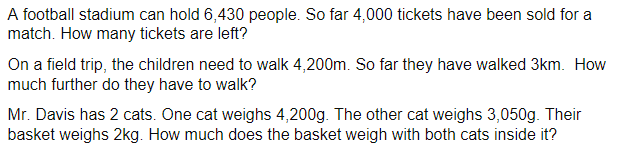 A football stadium can hold 6,430 people. So far 4,000 tickets have been sold for a
match. How many tickets are left?
On a field trip, the children need to walk 4,200m. So far they have walked 3km.  How
much further do they have to walk?
Mr. Davis has 2 cats. One cat weighs 4,200g. The other cat weighs 3,050g. Their
basket weighs 2kg. How much does the basket weigh with both cats inside it?